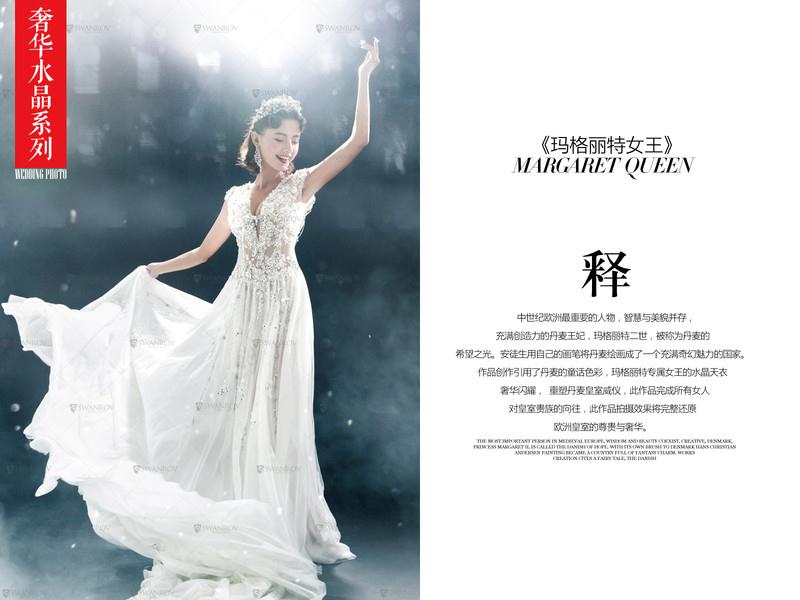 奢华水晶系列
WEDDING PHOTO
SWANROV
《玛格丽特女王》
MARGARET QUEEN
释
中世纪欧洲最重要的人物，智慧与美貌并存，
充满创造力的丹麦王妃，玛格丽特二世，被称为丹麦的
希望之光。安徒生用自己的画笔将丹麦绘画成了一个充满奇幻魅力的国家。
作品创作引用了丹麦的童话色彩，玛格丽特专属女王的水晶天衣
奢华闪耀， 重塑丹麦皇室威仪，此作品完成所有女人
对皇室贵族的向往，此作品拍摄效果将完整还原
欧洲皇室的尊贵与奢华。
THE MOST IMPORTANT PERSON IN MEDIEVAL EUROPE, WISDOM AND BEAUTY COEXIST, CREATIVE, DENMARK,
PRINCESS MARGARET II, IS CALLED THE DANISH OF HOPE, WITH ITS OWN BRUSH TO DENMARK HANS CHRISTIAN
ANDERSEN PAINTING BECAME A COUNTRY FULL OF FANTASY CHARM. WORKS
CREATION CITES A FAIRY TALE, THE DANISH